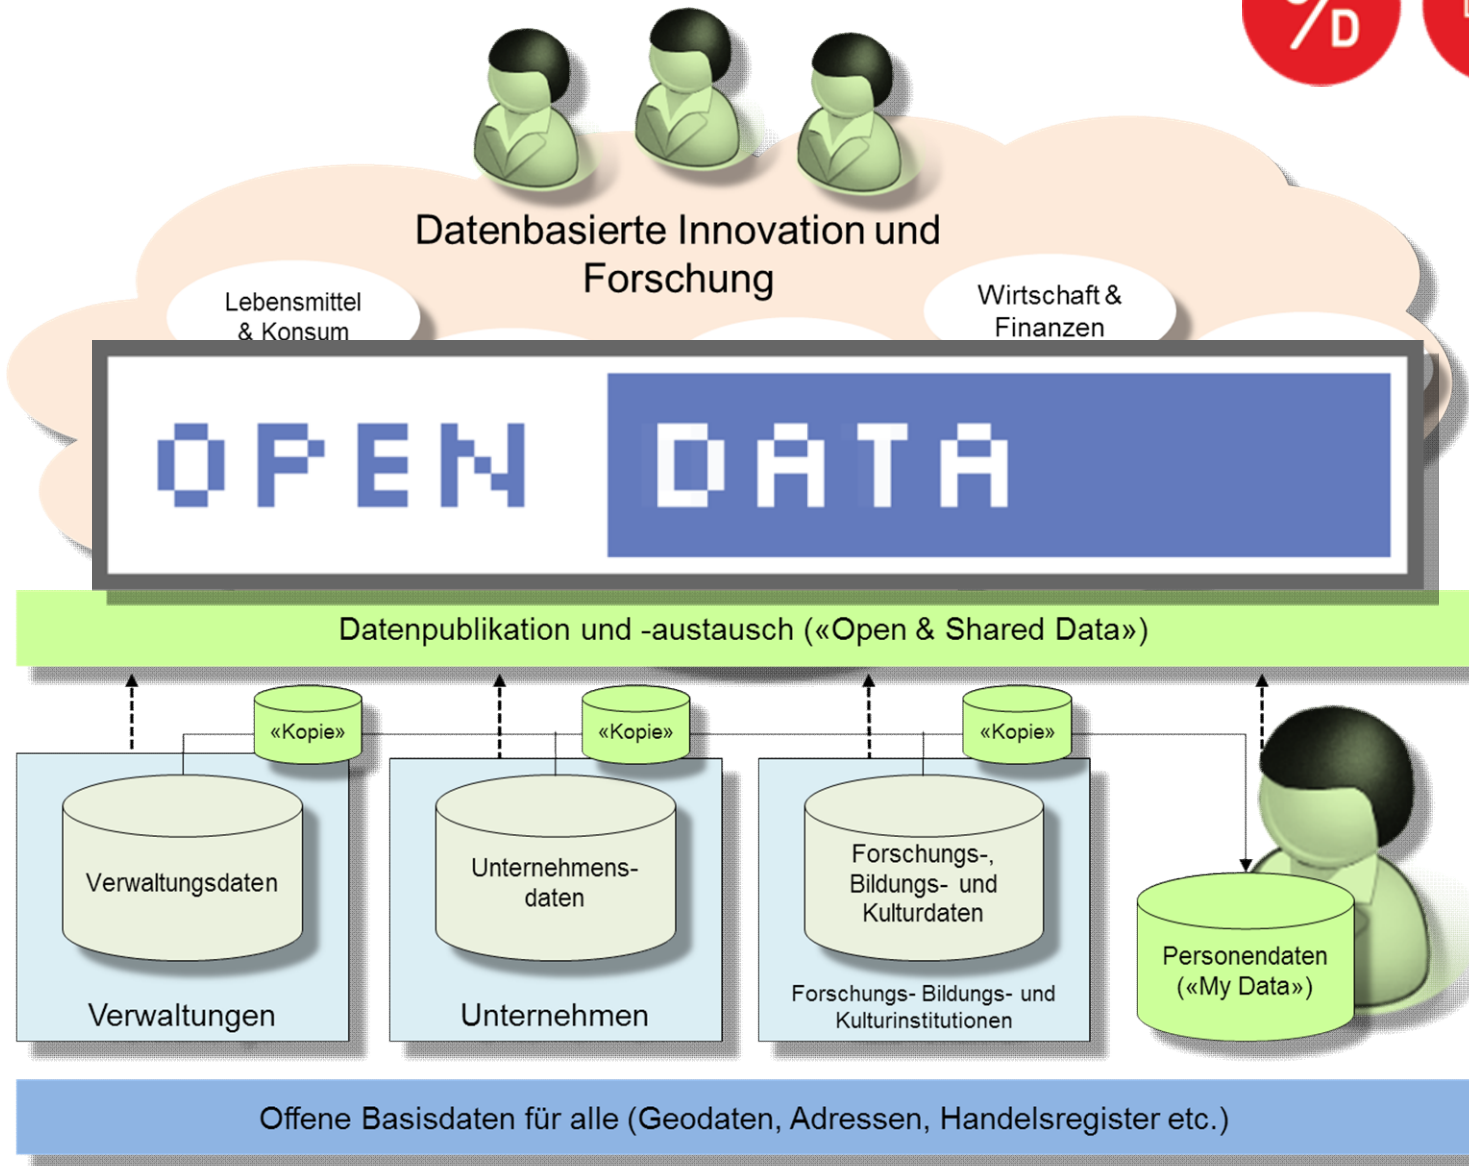 /D
Datenbasierte Innovation und
Forschung
Lebensmittel
& Konsum
Wirtschaft &
Finanzen
OPEN DATA
Datenpublikation und -austausch («Open & Shared Data»)
«Kopie»
«Kopie»
«Kopie»
Verwaltungsdaten
Unternehmens-
daten
Forschungs-,
Bildungs- und
Kulturdaten
Personendaten
(«My Data»)
Verwaltungen
Unternehmen
Forschungs- Bildungs- und
Kulturinstitutionen
Offene Basisdaten für alle (Geodaten, Adressen, Handelsregister etc.)